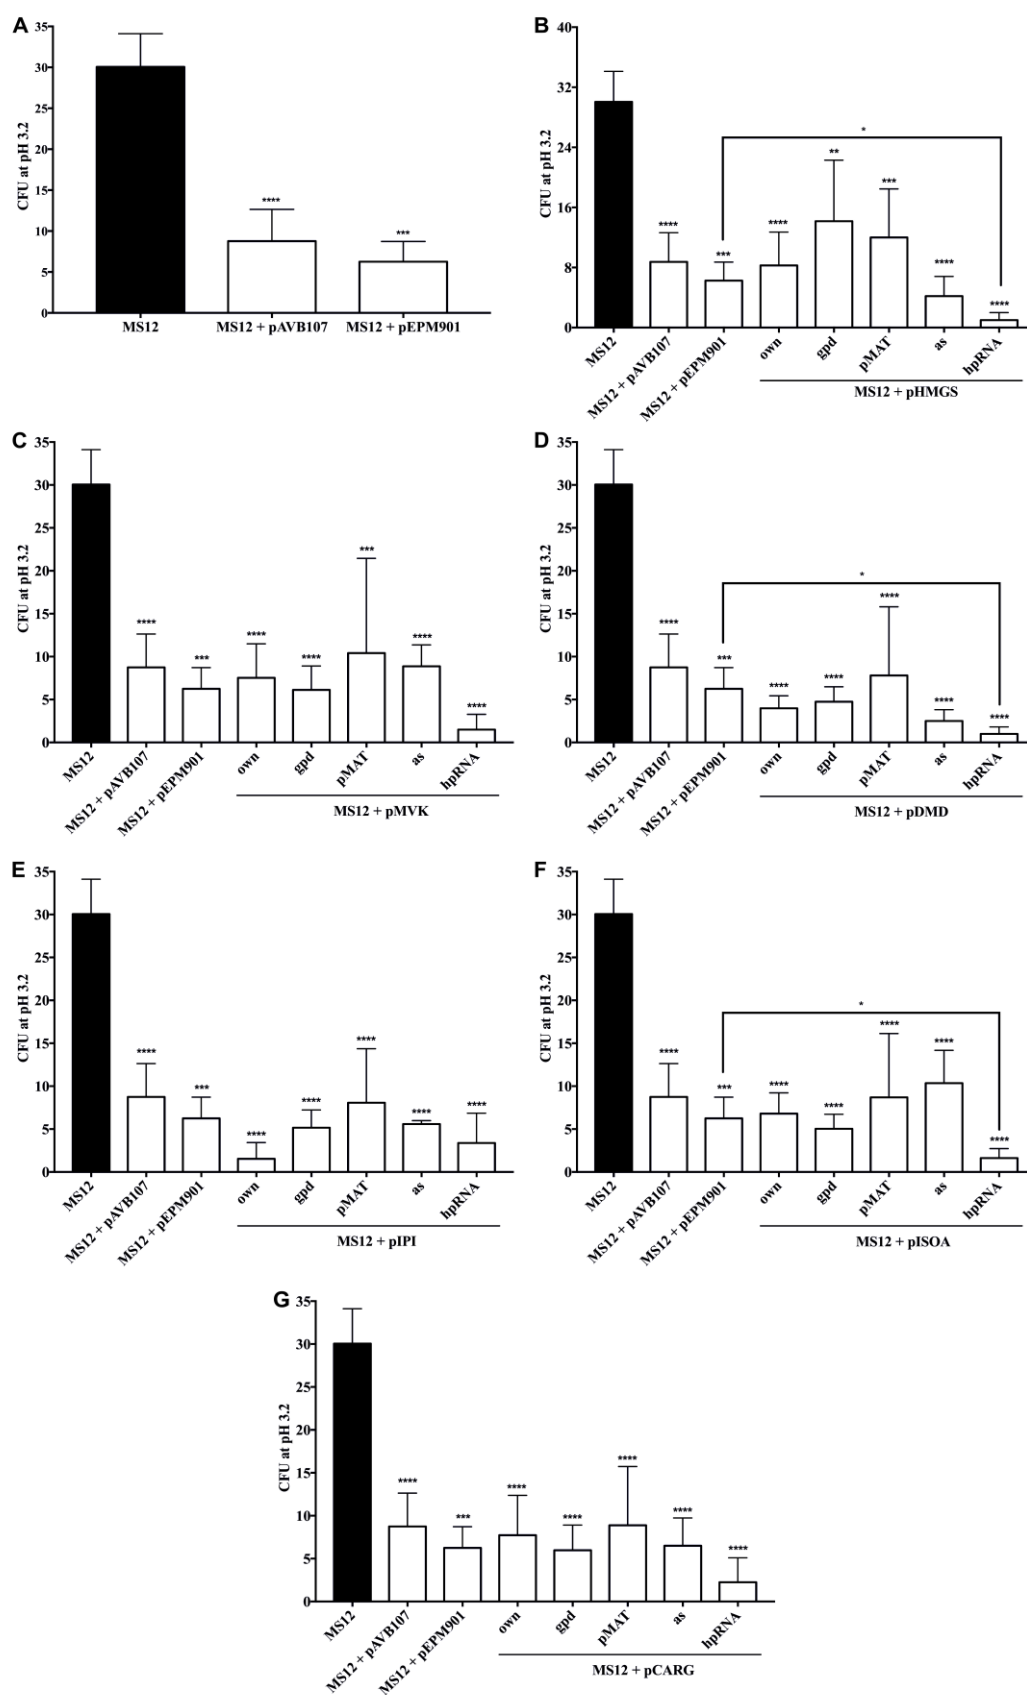 A
CFU at pH 3.2
35
30
25
20
15
10
5
0
****
***
MS12
MS12 + pAVB107
MS12 + pEPM901
B
CFU at pH 3.2
40
32
24
16
8
0
****
***
****
**
***
****
****
*
MS12
MS12 + pAVB107
MS12 + pEPM901
own
gpd
pMAT
as
hpRNA
MS12 + pHMGS
C
CFU at pH 3.2
35
30
25
20
15
10
5
0
****
***
****
****
***
****
****
MS12
MS12 + pAVB107
MS12 + pEPM901
own
gpd
pMAT
as
hpRNA
MS12 + pMVK
D
CFU at pH 3.2
35
30
25
20
15
10
5
0
****
***
****
****
****
****
****
*
MS12
MS12 + pAVB107
MS12 + pEPM901
own
gpd
pMAT
as
hpRNA
MS12 + pDMD
E
CFU at pH 3.2
35
30
25
20
15
10
5
0
****
***
****
****
****
****
****
MS12
MS12 + pAVB107
MS12 + pEPM901
own
gpd
pMAT
as
hpRNA
MS12 + pIPI
F
CFU at pH 3.2
35
30
25
20
15
10
5
0
****
***
****
****
****
****
****
*
MS12
MS12 + pAVB107
MS12 + pEPM901
own
gpd
pMAT
as
hpRNA
MS12 + pISOA
G
CFU at pH 3.2
35
30
25
20
15
10
5
0
****
***
****
****
****
****
****
MS12
MS12 + pAVB107
MS12 + pEPM901
own
gpd
pMAT
as
hpRNA
MS12 + pCARG